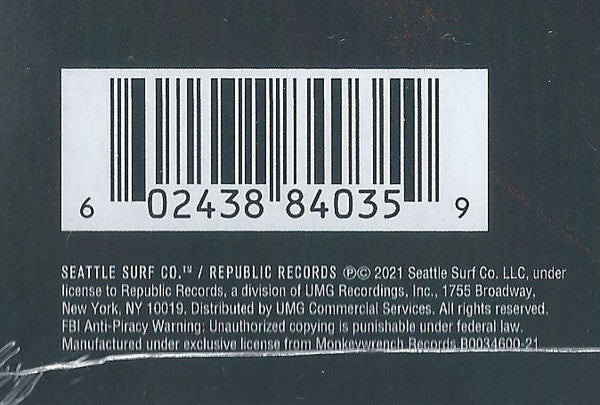 6 02438 84035 9
SEATTLE SURF CO.™ / REPUBLIC RECORDS ℗© 2021 Seattle Surf Co. LLC, under
license to Republic Records, a division of UMG Recordings, Inc., 1755 Broadway,
New York, NY 10019. Distributed by UMG Commercial Services. All rights reserved.
FBI Anti-Piracy Warning: Unauthorized copying is punishable under federal law.
Manufactured under exclusive license from Monkeywrench Records B0034600-21